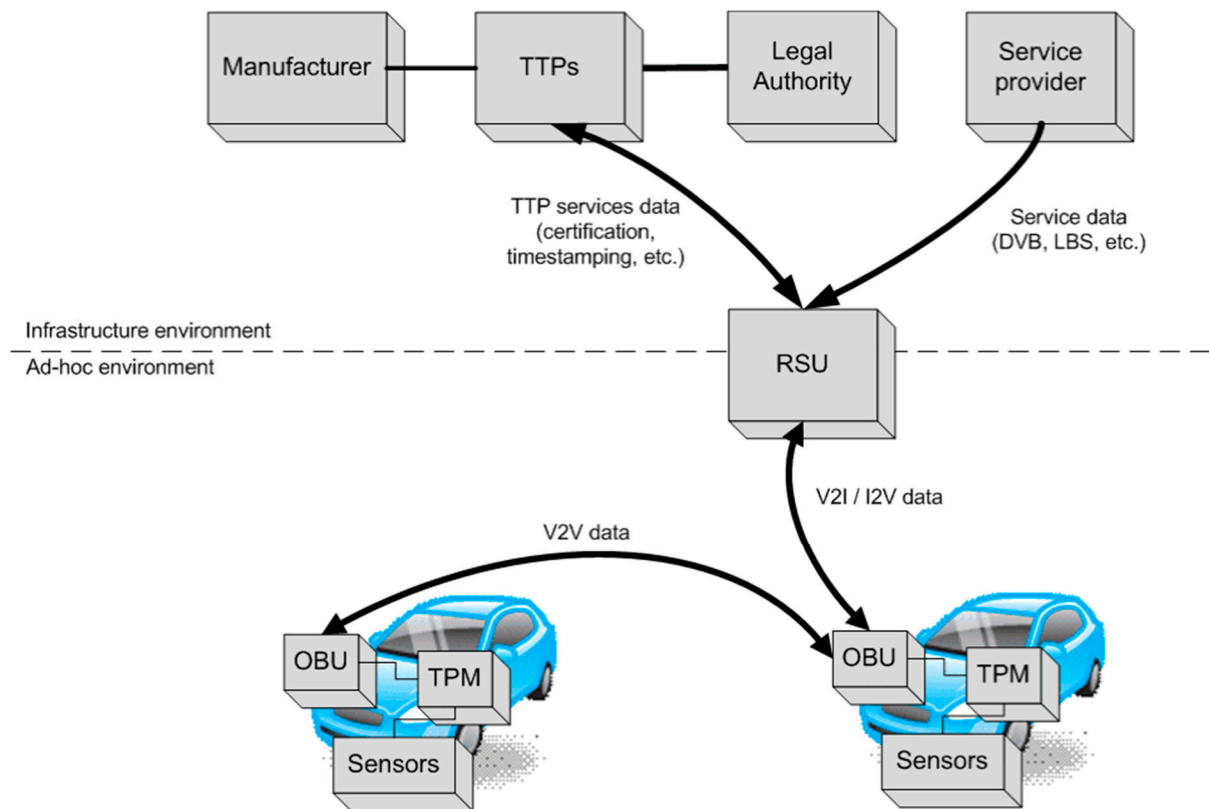 Manufacturer
TTPs
Legal
Authority
Service
provider
TTP services data
(certification,
timestamping, etc.)
Service data
(DVB, LBS, etc.)
Infrastructure environment
Ad-hoc environment
RSU
V2I / I2V data
V2V data
OBU
TPM
Sensors
OBU
TPM
Sensors